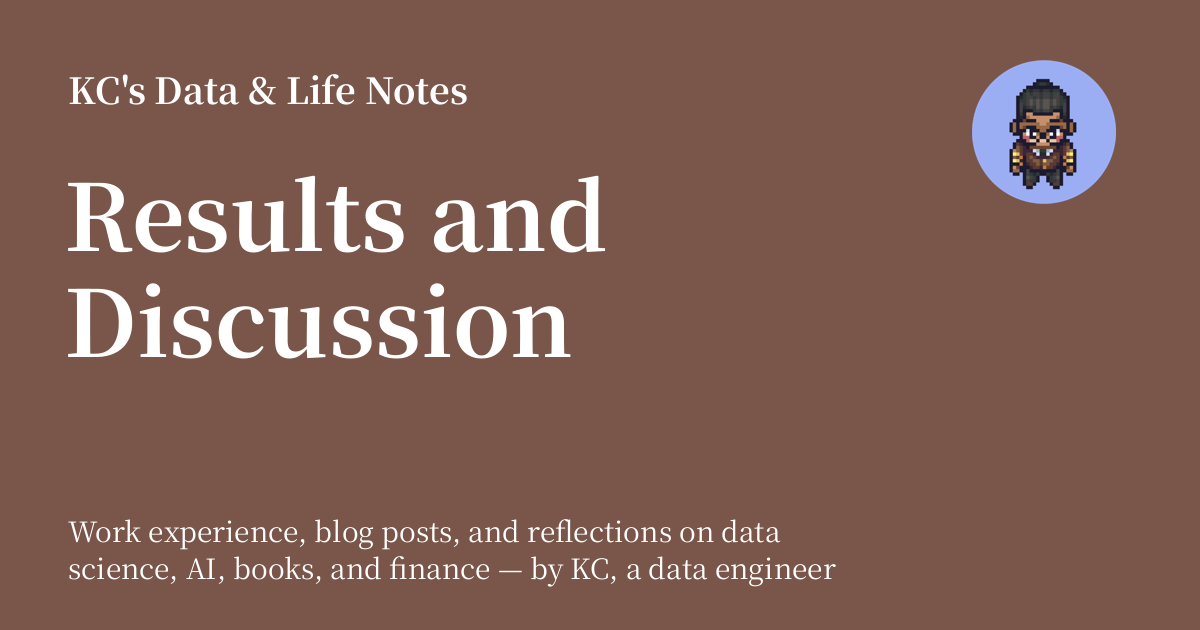 KC's Data & Life Notes
Results and
Discussion
Work experience, blog posts, and reflections on data
science, AI, books, and finance — by KC, a data engineer